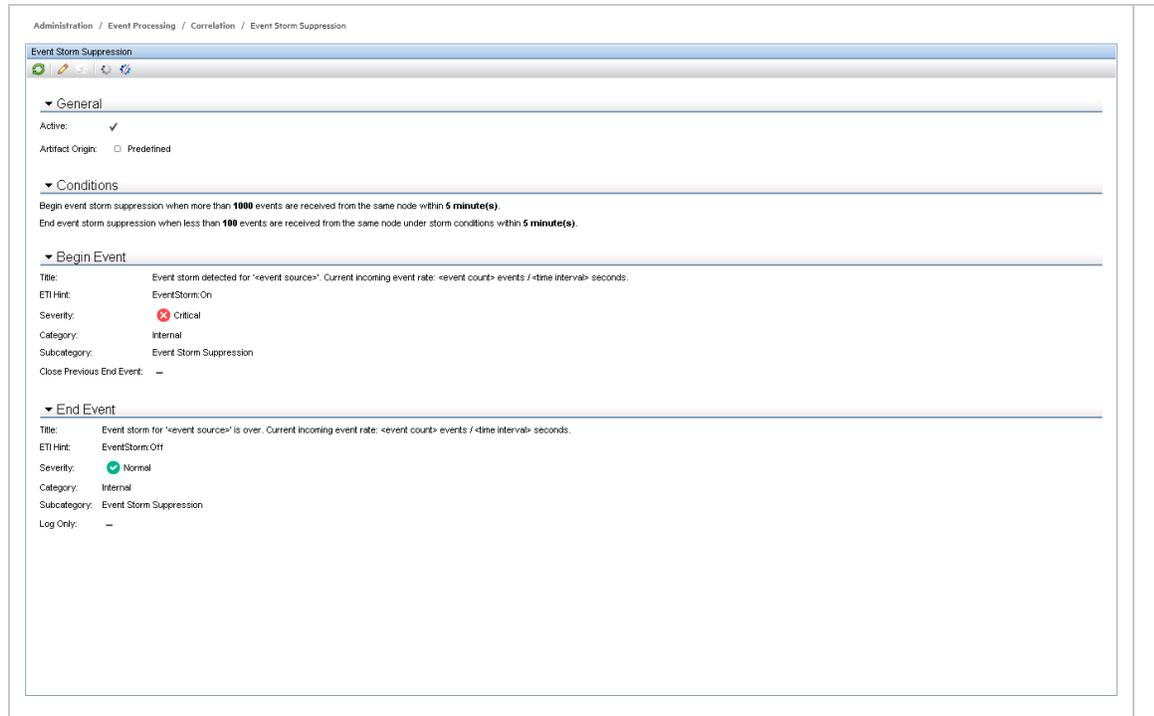 Administration / Event Processing / Correlation / Event Storm Suppression
Event Storm Suppression
General
Active:
Artifact Origin: Predefined
Conditions
Begin event storm suppression when more than 1000 events are received from the same node within 5 minute(s).
End event storm suppression when less than 100 events are received from the same node under storm conditions within 5 minute(s).
Begin Event
Title: Event storm detected for '<event source>'. Current incoming event rate: <event count> events / <time interval> seconds.
ETI Hint: EventStorm:On
Severity: Critical
Category: Internal
Subcategory: Event Storm Suppression
Close Previous End Event: –
End Event
Title: Event storm for '<event source>' is over. Current incoming event rate: <event count> events / <time interval> seconds.
ETI Hint: EventStorm:Off
Severity: Normal
Category: Internal
Subcategory: Event Storm Suppression
Log Only: –